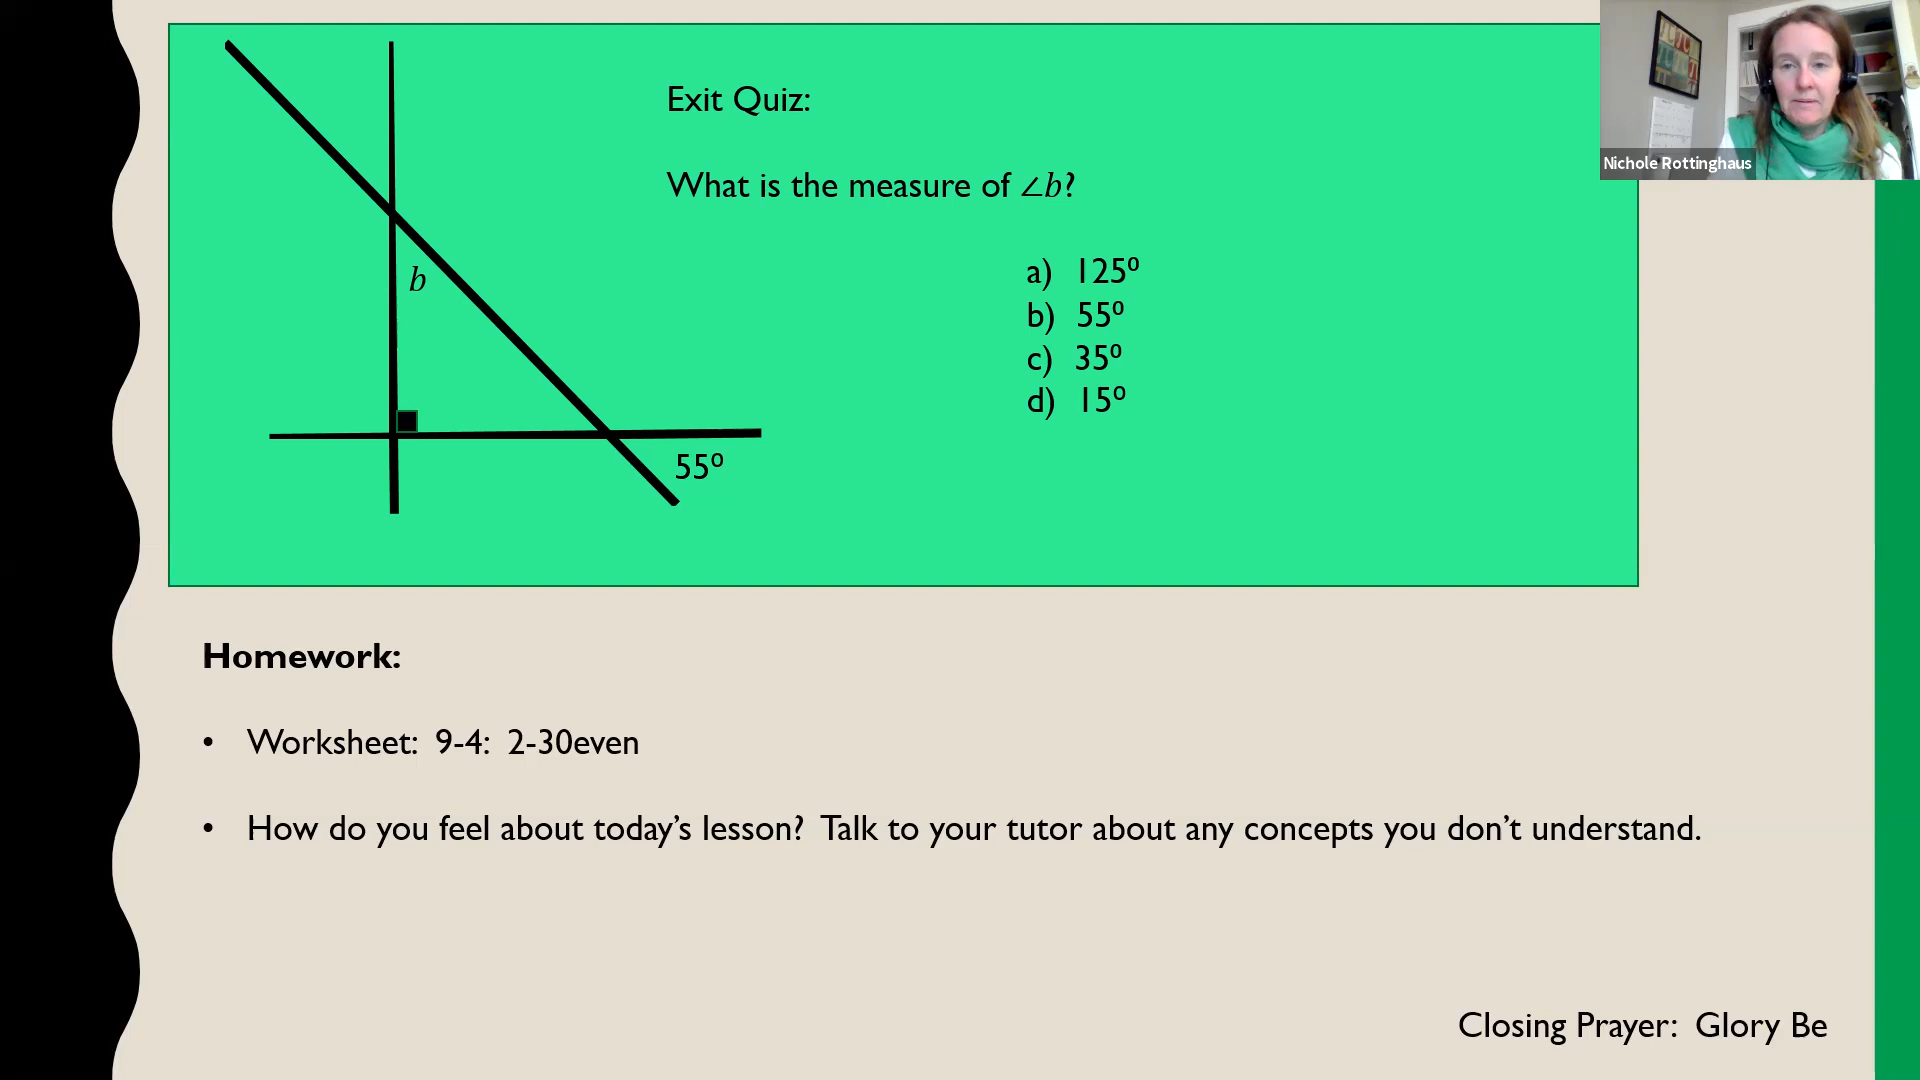 Exit Quiz:
What is the measure of ∠b?
a) 125⁰
b) 55⁰
c) 35⁰
d) 15⁰
b
55⁰
Nichole Rottinghaus
Homework:
• Worksheet: 9-4: 2-30even
• How do you feel about today’s lesson? Talk to your tutor about any concepts you don’t understand.
Closing Prayer: Glory Be